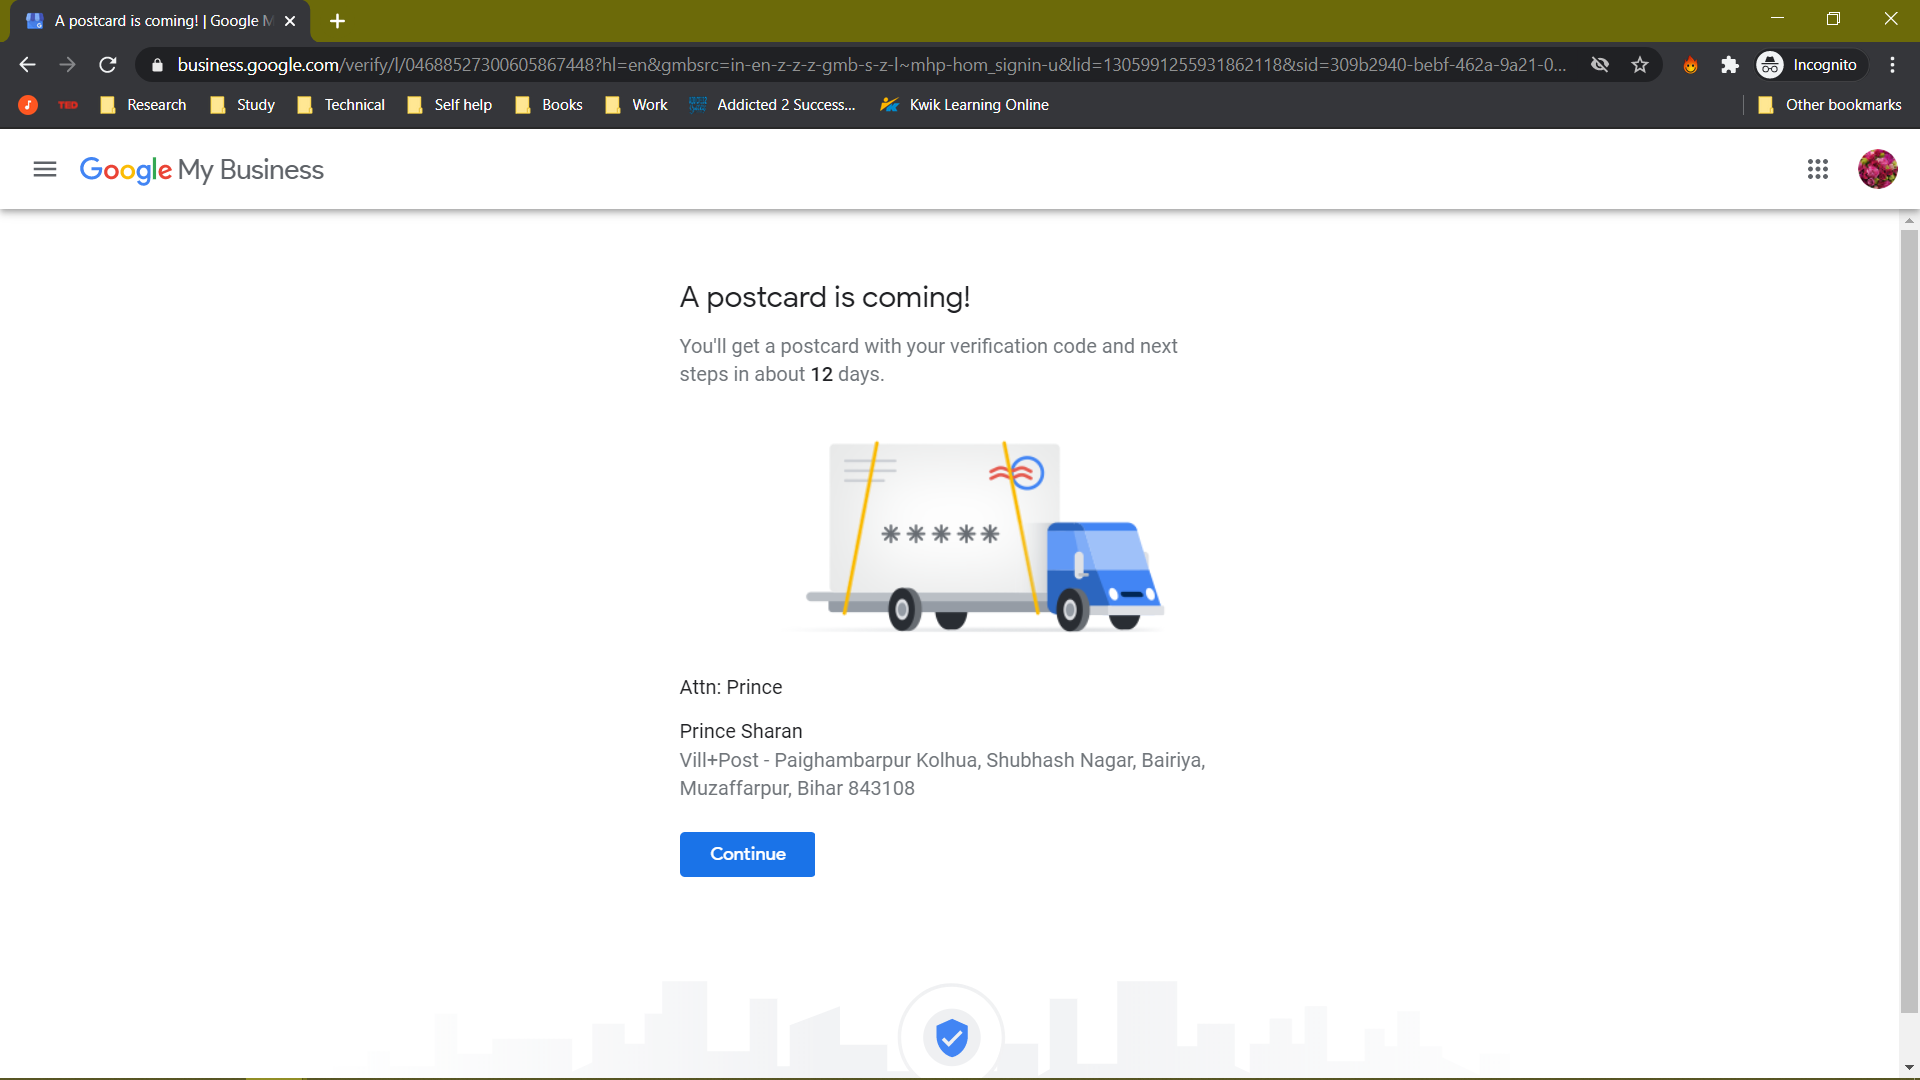 A postcard is coming! | Google M
business.google.com/verify/l/04688527300605867448?hl=en&gmbsrc=in-en-z-z-z-gmb-s-z-l~mhp-hom_signin-u&lid=13059912559318621​18&sid=309b2940-bebf-462a-9a21-0...
Incognito
TED
Research
Study
Technical
Self help
Books
Work
Addicted 2 Success...
Kwik Learning Online
Other bookmarks
Google My Business
A postcard is coming!
You'll get a postcard with your verification code and next
steps in about 12 days.
*****
Attn: Prince
Prince Sharan
Vill+Post - Paighambarpur Kolhua, Shubhash Nagar, Bairiya,
Muzaffarpur, Bihar 843108
Continue